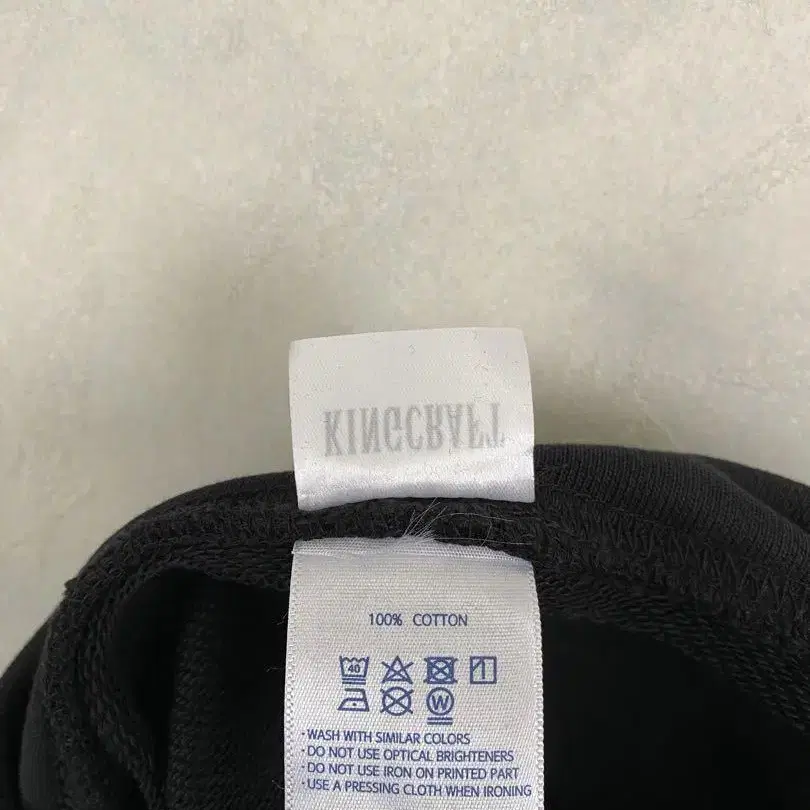 KINGCRAFT
100% COTTON
40
W
· WASH WITH SIMILAR COLORS
· DO NOT USE OPTICAL BRIGHTENERS
· DO NOT USE IRON ON PRINTED PART
· USE A PRESSING CLOTH WHEN IRONING